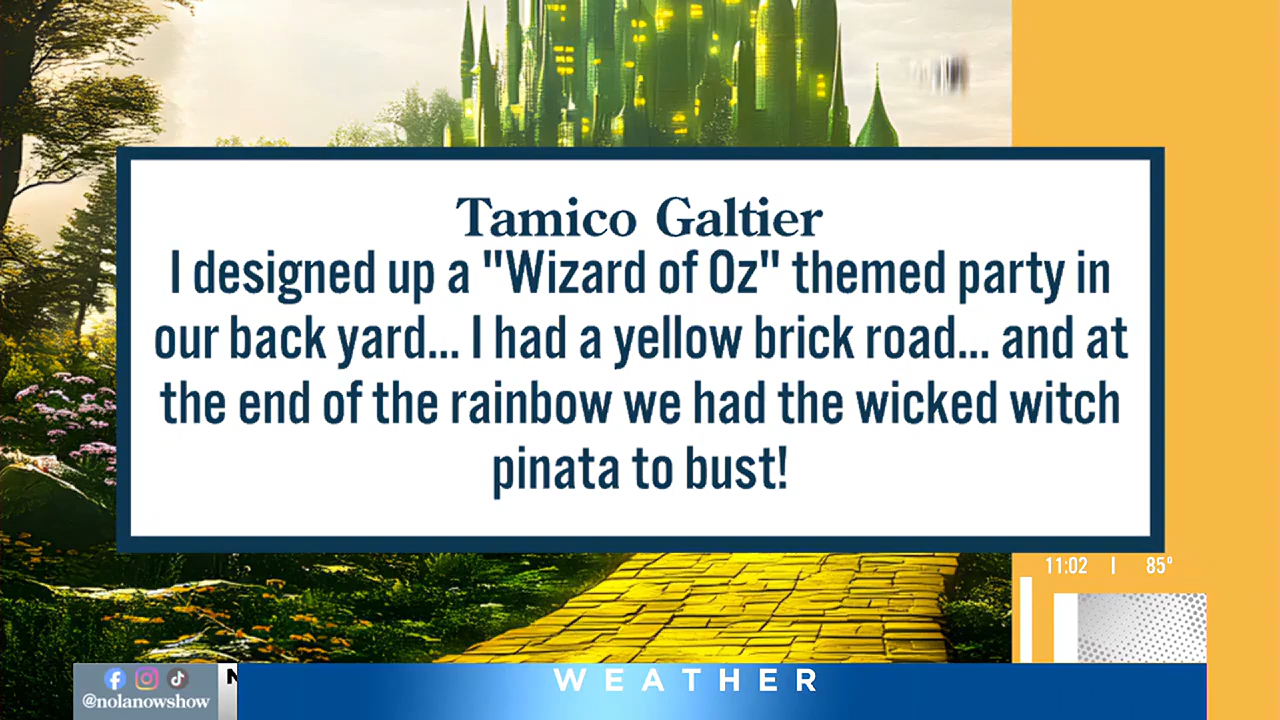 Tamico Galtier
I designed up a "Wizard of Oz" themed party in
our back yard... I had a yellow brick road... and at
the end of the rainbow we had the wicked witch
pinata to bust!
11:02 | 85°
WEATHER
@nolanowshow